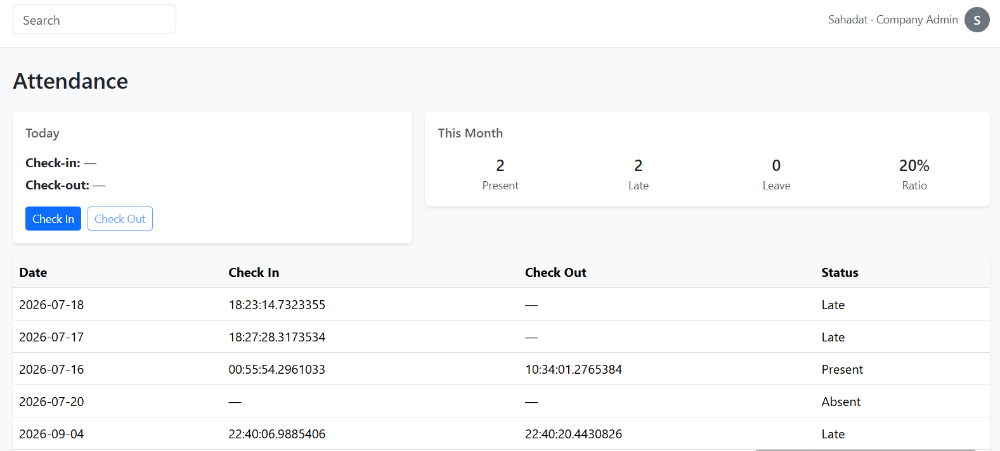 Search
Sahadat · Company Admin S
Attendance
Today
Check-in: —
Check-out: —
Check In Check Out
This Month
2 2 0 20%
Present Late Leave Ratio
Date Check In Check Out Status
2026-07-18 18:23:14.7323355 — Late
2026-07-17 18:27:28.3173534 — Late
2026-07-16 00:55:54.2961033 10:34:01.2765384 Present
2026-07-20 — — Absent
2026-09-04 22:40:06.9885406 22:40:20.4430826 Late